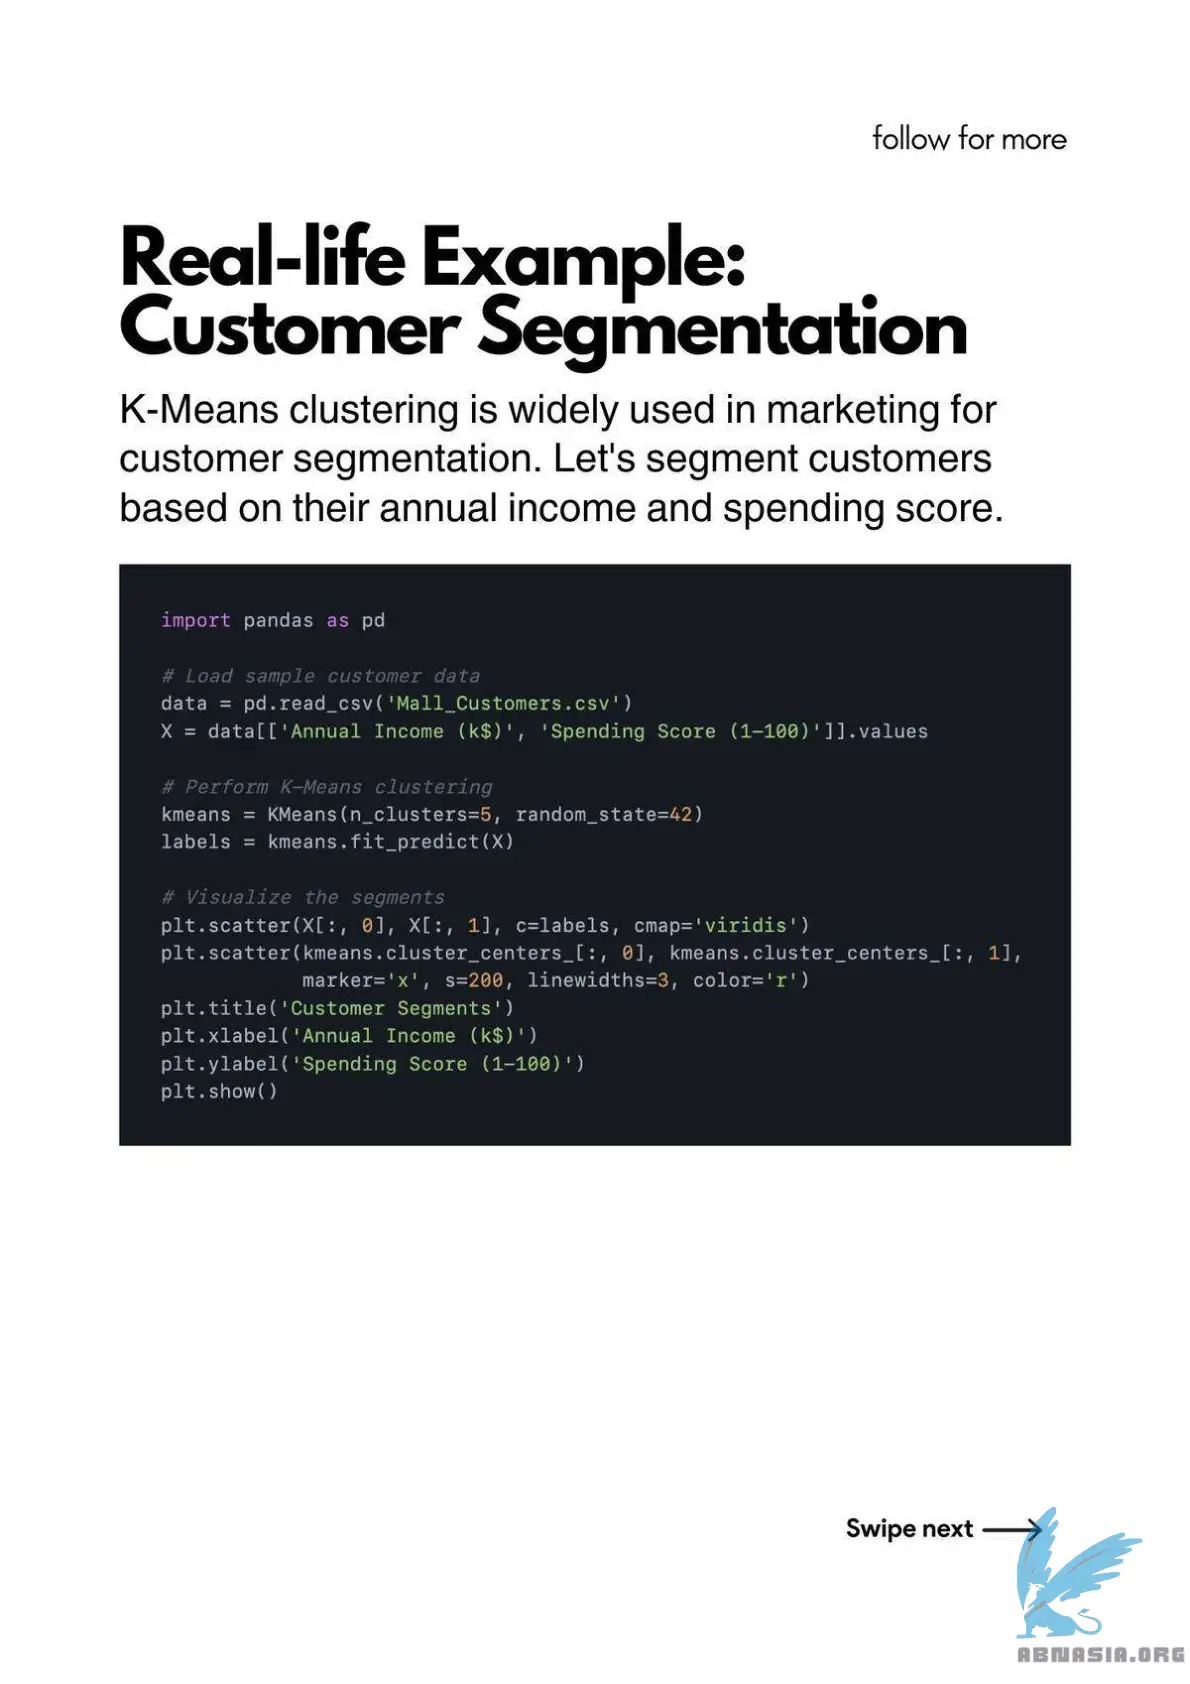 follow for more
Real-life Example:
Customer Segmentation
K-Means clustering is widely used in marketing for
customer segmentation. Let's segment customers
based on their annual income and spending score.
import pandas as pd
# Load sample customer data
data = pd.read_csv('Mall_Customers.csv')
X = data[['Annual Income (k$)', 'Spending Score (1-100)']].values
# Perform K-Means clustering
kmeans = KMeans(n_clusters=5, random_state=42)
labels = kmeans.fit_predict(X)
# Visualize the segments
plt.scatter(X[:, 0], X[:, 1], c=labels, cmap='viridis')
plt.scatter(kmeans.cluster_centers_[:, 0], kmeans.cluster_centers_[:, 1],
marker='x', s=200, linewidths=3, color='r')
plt.title('Customer Segments')
plt.xlabel('Annual Income (k$)')
plt.ylabel('Spending Score (1-100)')
plt.show()
Swipe next
ABNASIA.ORG